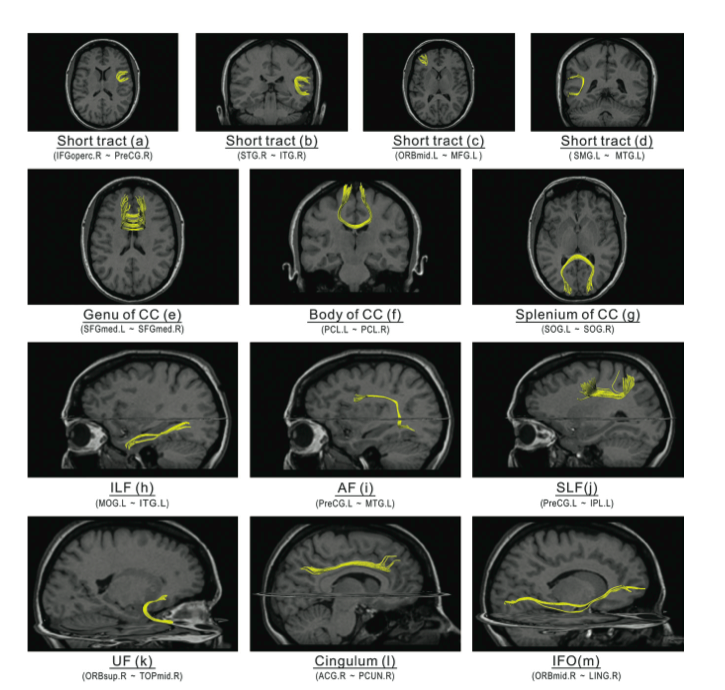 Short tract (a)
(IFGoperc.R ~ PreCG.R)
Short tract (b)
(STG.R ~ ITG.R)
Short tract (c)
(ORBmid.L ~ MFG.L)
Short tract (d)
( SMG.L ~ MTG.L)
Genu of CC (e)
(SFGmed.L ~ SFGmed.R)
Body of CC (f)
(PCL.L ~ PCL.R)
Splenium of CC (g)
(SOG.L ~ SOG.R)
ILF (h)
(MOG.L ~ ITG.L)
AF (i)
(PreCG.L ~ MTG.L)
SLF(j)
(PreCG.L ~ IPL.L)
UF (k)
(ORBsup.R ~ TOPmid.R)
Cingulum (l)
(ACG.R ~ PCUN.R)
IFO(m)
(ORBmid.R ~ LING.R)